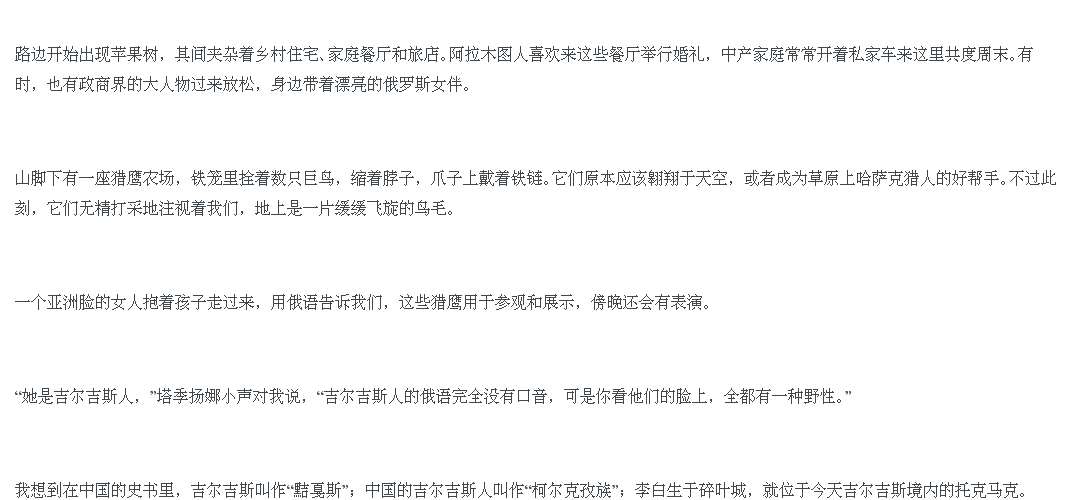 路边开始出现苹果树，其间夹杂着乡村住宅、家庭餐厅和旅店。阿拉木图人喜欢来这些餐厅举行婚礼，中产家庭常常开着私家车来这里共度周末。有
时，也有政商界的大人物过来放松，身边带着漂亮的俄罗斯女伴。
山脚下有一座猎鹰农场，铁笼里拴着数只巨鸟，缩着脖子，爪子上戴着铁链。它们原本应该翱翔于天空，或者成为草原上哈萨克猎人的好帮手。不过此
刻，它们无精打采地注视着我们，地上是一片缓缓飞旋的鸟毛。
一个亚洲脸的女人抱着孩子走过来，用俄语告诉我们，这些猎鹰用于参观和展示，傍晚还会有表演。
“她是吉尔吉斯人，”塔季扬娜小声对我说，“吉尔吉斯人的俄语完全没有口音，可是你看他们的脸上，全都有一种野性。”
我想到在中国的史书里，吉尔吉斯叫作“黠戛斯”；中国的吉尔吉斯人叫作“柯尔克孜族”；李白生于碎叶城，就位于今天吉尔吉斯境内的托克马克。